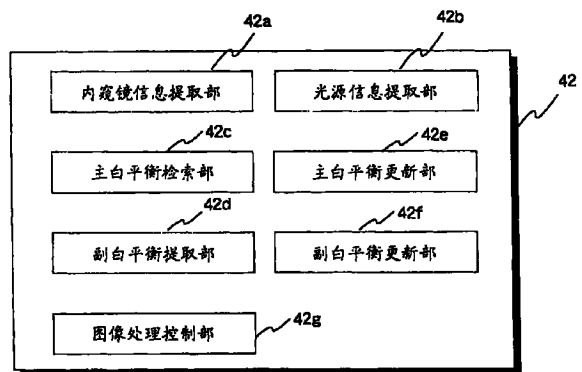 42a
42b
42
内窥镜信息提取部
光源信息提取部
42c
42e
主白平衡检索部
主白平衡更新部
42d
42f
副白平衡提取部
副白平衡更新部
图像处理控制部
42g